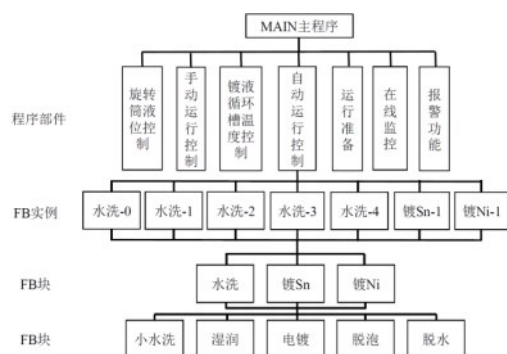 MAIN主程序
程序部件
旋转筒液位控制
手动运行控制
镀液循环槽温度控制
自动运行控制
运行准备
在线监控
报警功能
FB实例
水洗-0
水洗-1
水洗-2
水洗-3
水洗-4
镀Sn-1
镀Ni-1
FB块
水洗
镀Sn
镀Ni
FB块
小水洗
湿润
电镀
脱泡
脱水